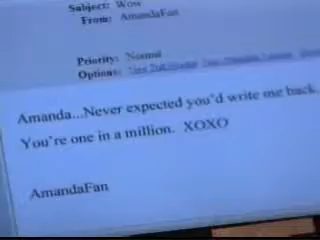 Subject: Wow
From: AmandaFan
Priority: Normal
Options:
Amanda...Never expected you'd write me back.
You're one in a million. XOXO
AmandaFan